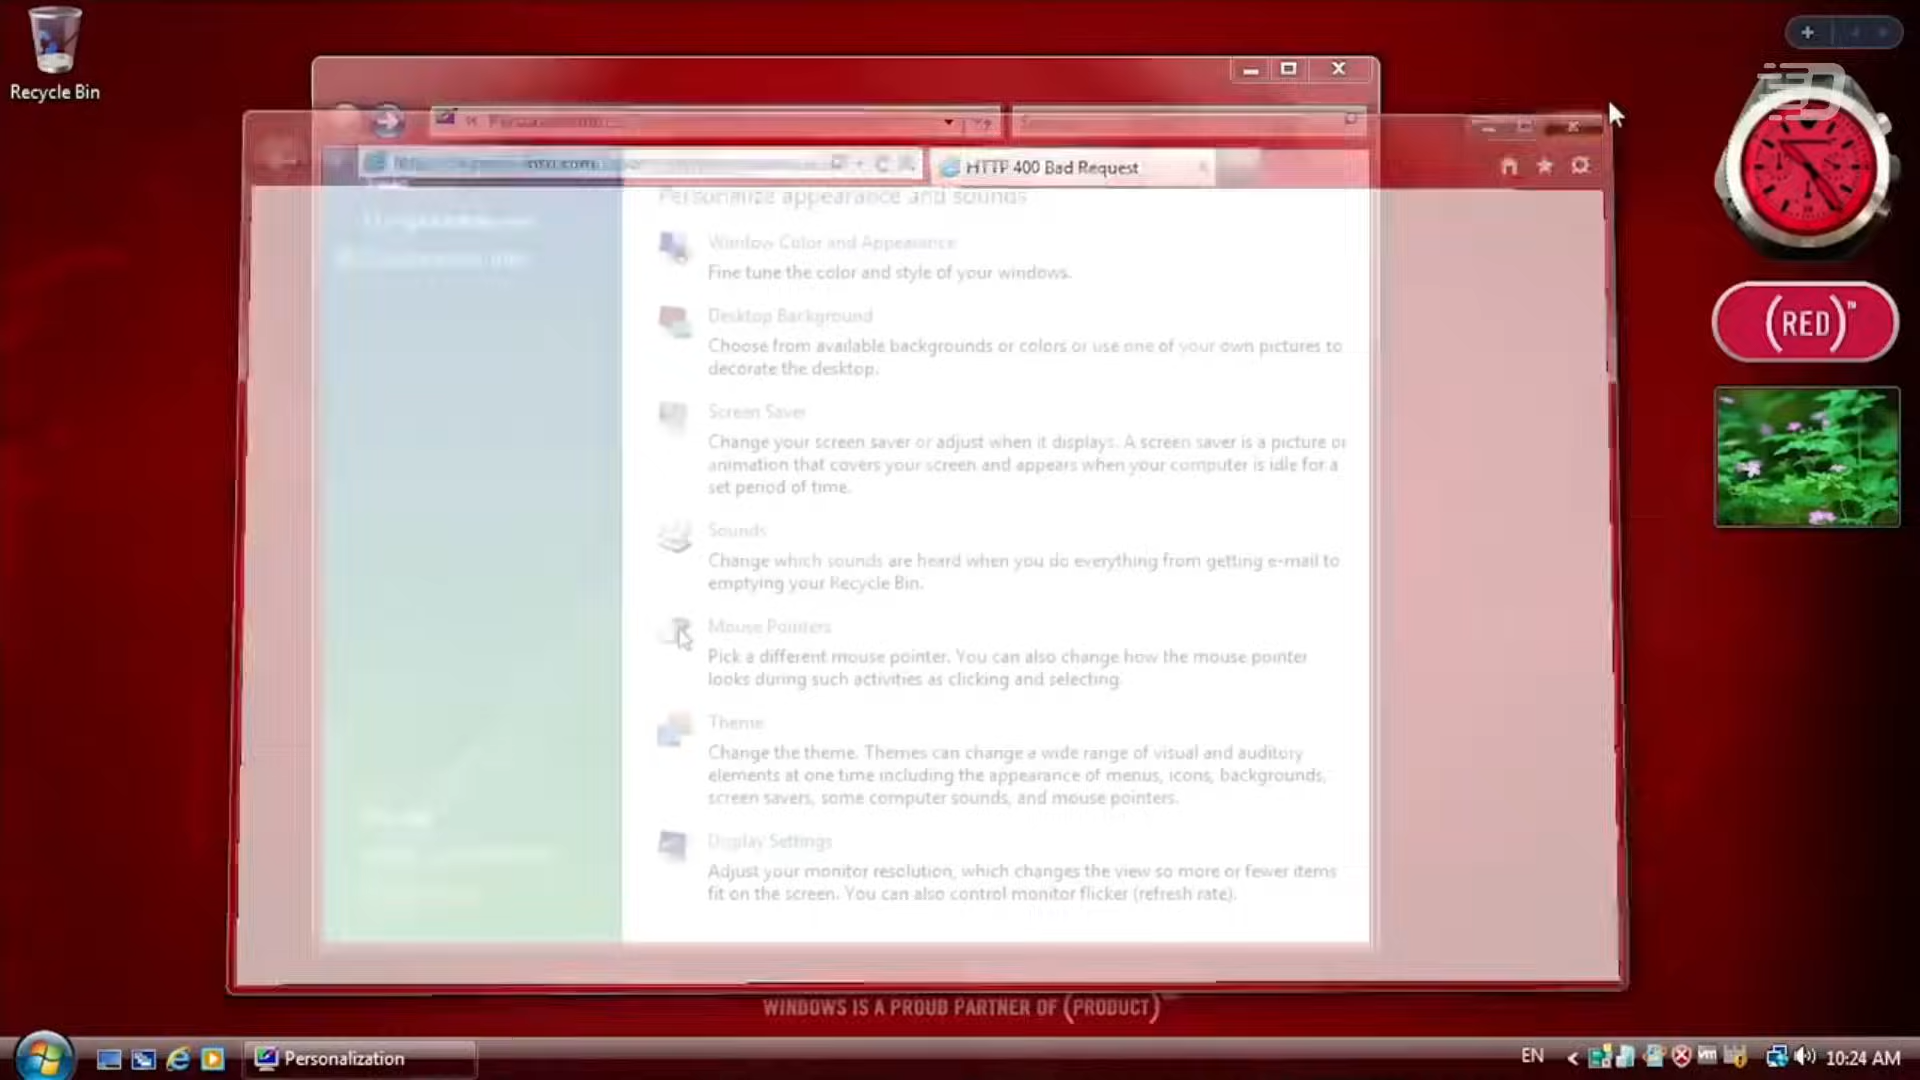 Recycle Bin
HTTP 400 Bad Request
Personalize appearance and sounds
Window Color and Appearance
Fine tune the color and style of your windows.
Desktop Background
Choose from available backgrounds or colors or use one of your own pictures to
decorate the desktop.
Screen Saver
Change your screen saver or adjust when it displays. A screen saver is a picture or
animation that covers your screen and appears when your computer is idle for a
set period of time.
Sounds
Change which sounds are heard when you do everything from getting e-mail to
emptying your Recycle Bin.
Mouse Pointers
Pick a different mouse pointer. You can also change how the mouse pointer
looks during such activities as clicking and selecting.
Theme
Change the theme. Themes can change a wide range of visual and auditory
elements at one time including the appearance of menus, icons, backgrounds,
screen savers, some computer sounds, and mouse pointers.
Display Settings
Adjust your monitor resolution, which changes the view so more or fewer items
fit on the screen. You can also control monitor flicker (refresh rate).
(RED)™
WINDOWS IS A PROUD PARTNER OF (PRODUCT)
Personalization
EN
10:24 AM